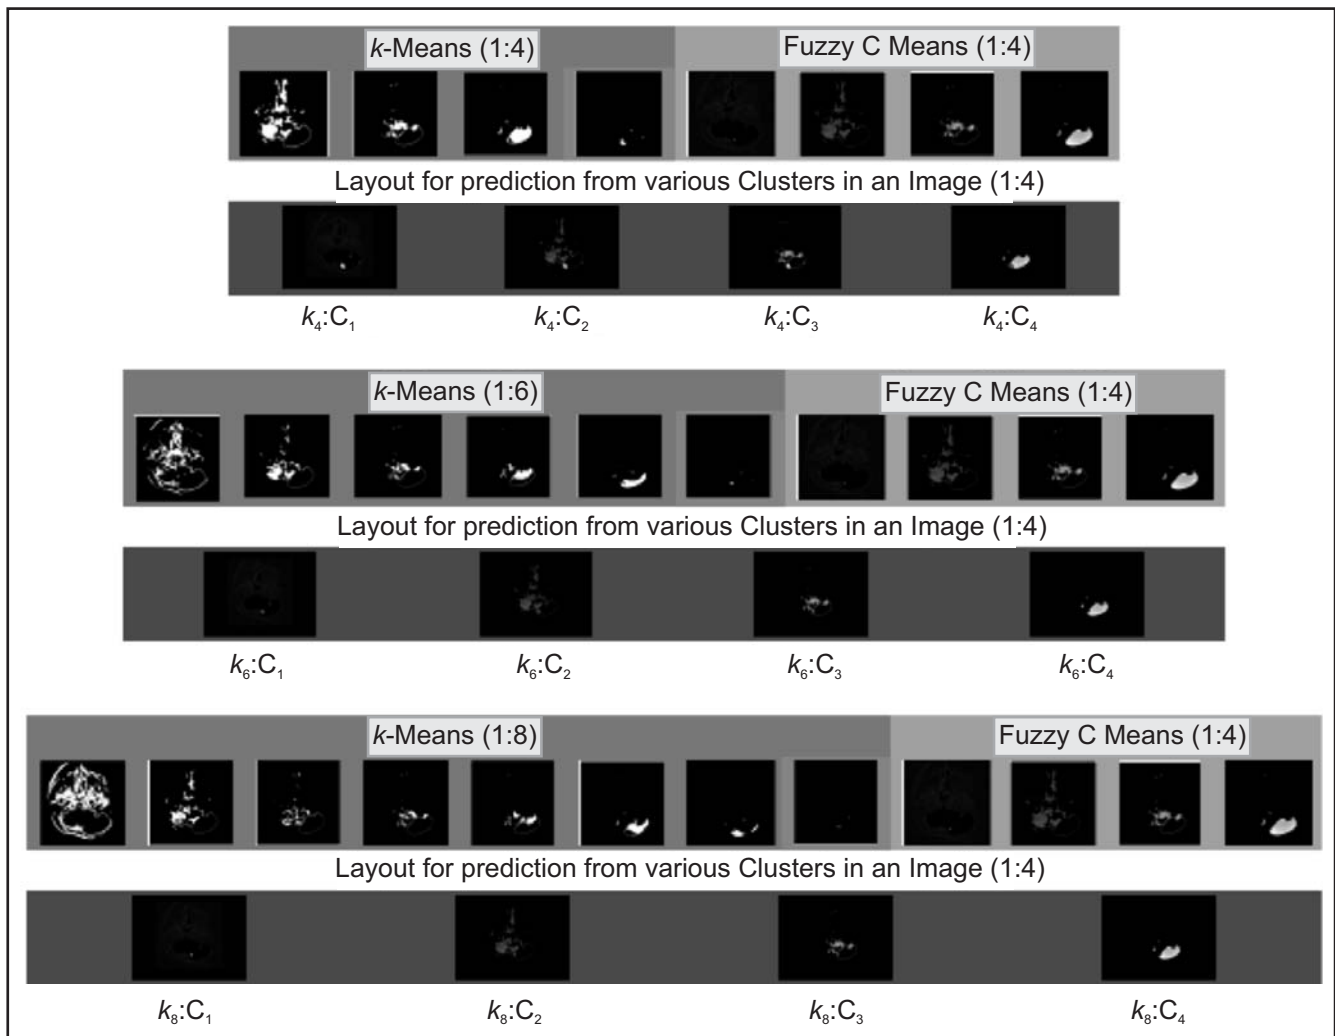 k-Means (1:4) Fuzzy C Means (1:4)
Layout for prediction from various Clusters in an Image (1:4)
k₄:C₁ k₄:C₂ k₄:C₃ k₄:C₄
k-Means (1:6) Fuzzy C Means (1:4)
Layout for prediction from various Clusters in an Image (1:4)
k₆:C₁ k₆:C₂ k₆:C₃ k₆:C₄
k-Means (1:8) Fuzzy C Means (1:4)
Layout for prediction from various Clusters in an Image (1:4)
k₈:C₁ k₈:C₂ k₈:C₃ k₈:C₄